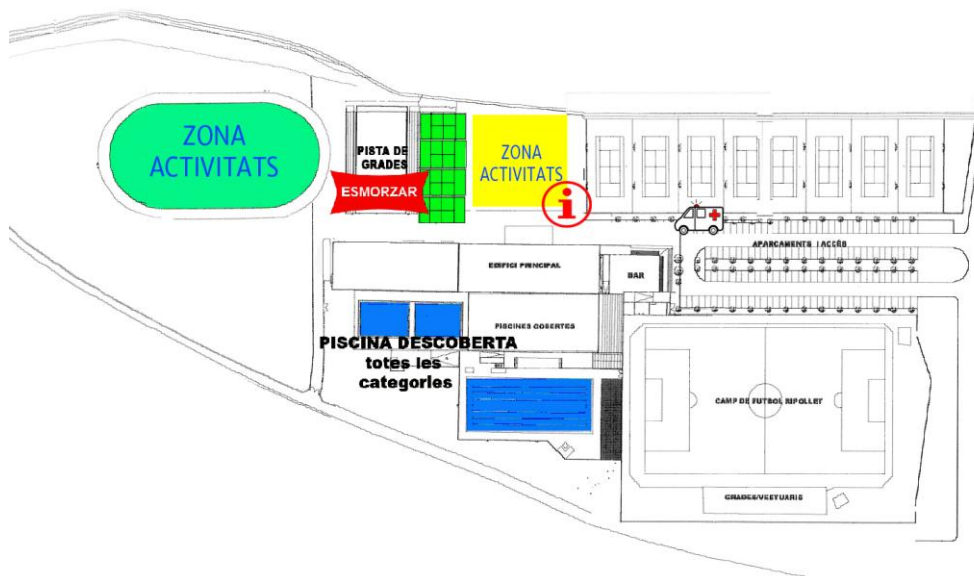 ZONA
ACTIVITATS
PISTA DE
GRADES
ESMORZAR
ZONA
ACTIVITATS
i
APARCAMENTS I ACCÉS
EDIFICI PRINCIPAL
BAR
PISCINES COBERTES
PISCINA DESCOBERTA
totes les
categories
CAMP DE FUTBOL RIPOLLET
GRADES/VESTUARIS